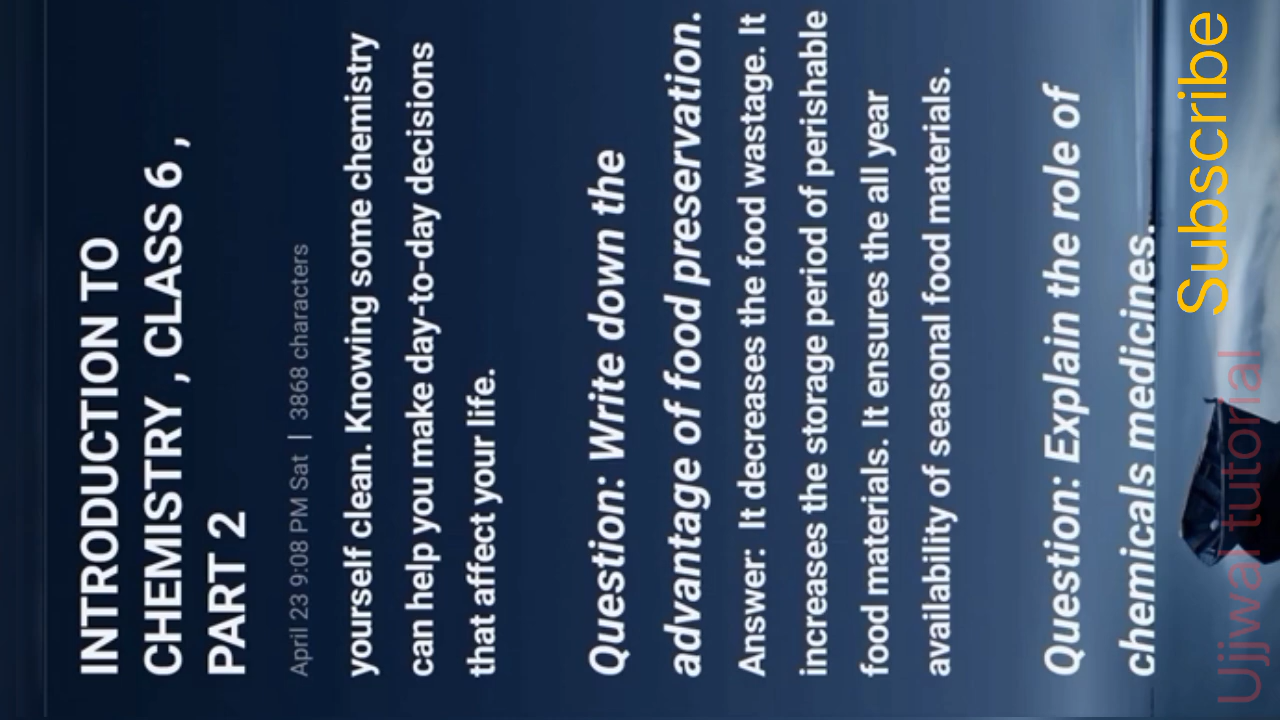 INTRODUCTION TO
CHEMISTRY , CLASS 6 ,
PART 2
April 23 9:08 PM Sat | 3868 characters
yourself clean. Knowing some chemistry
can help you make day-to-day decisions
that affect your life.
Question: Write down the
advantage of food preservation.
Answer: It decreases the food wastage. It
increases the storage period of perishable
food materials. It ensures the all year
availability of seasonal food materials.
Question: Explain the role of
chemicals medicines.
Ujjwal tutorial Subscribe